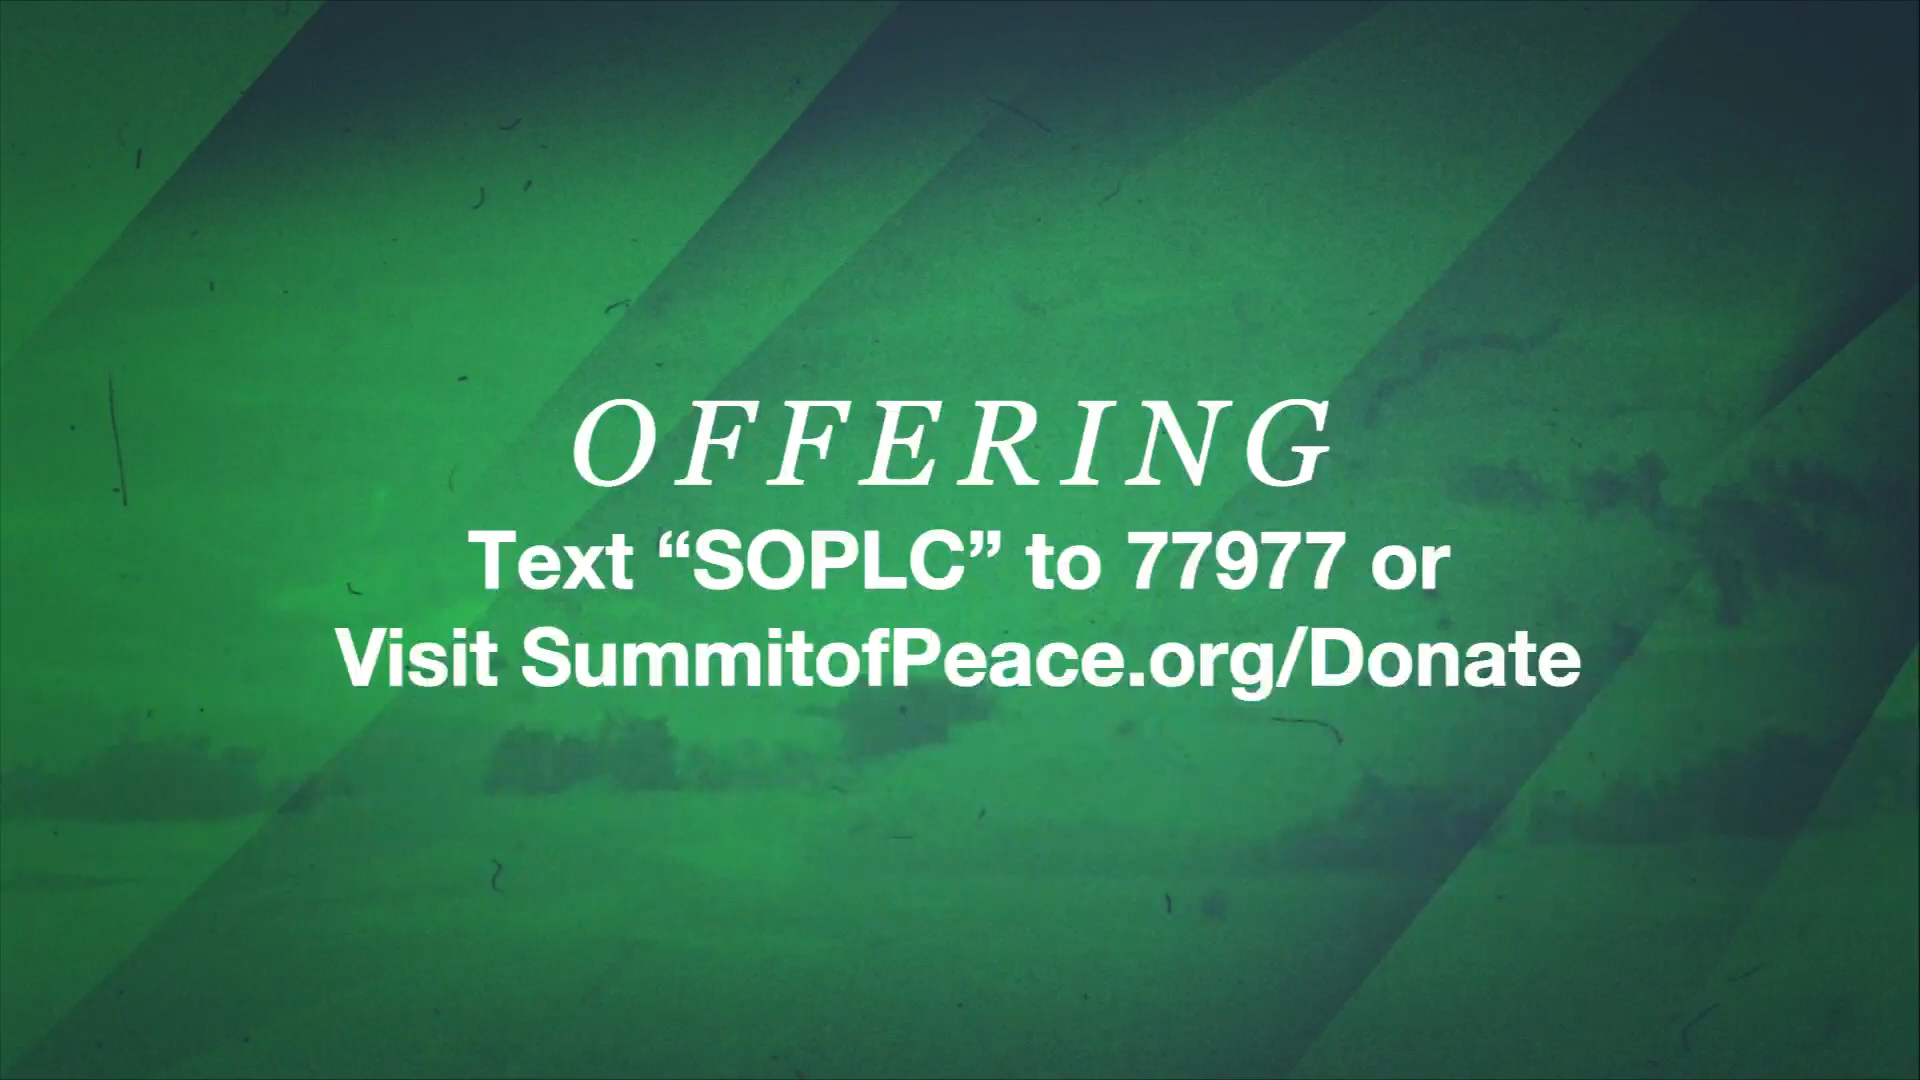 OFFERING
Text “SOPLC” to 77977 or
Visit SummitofPeace.org/Donate